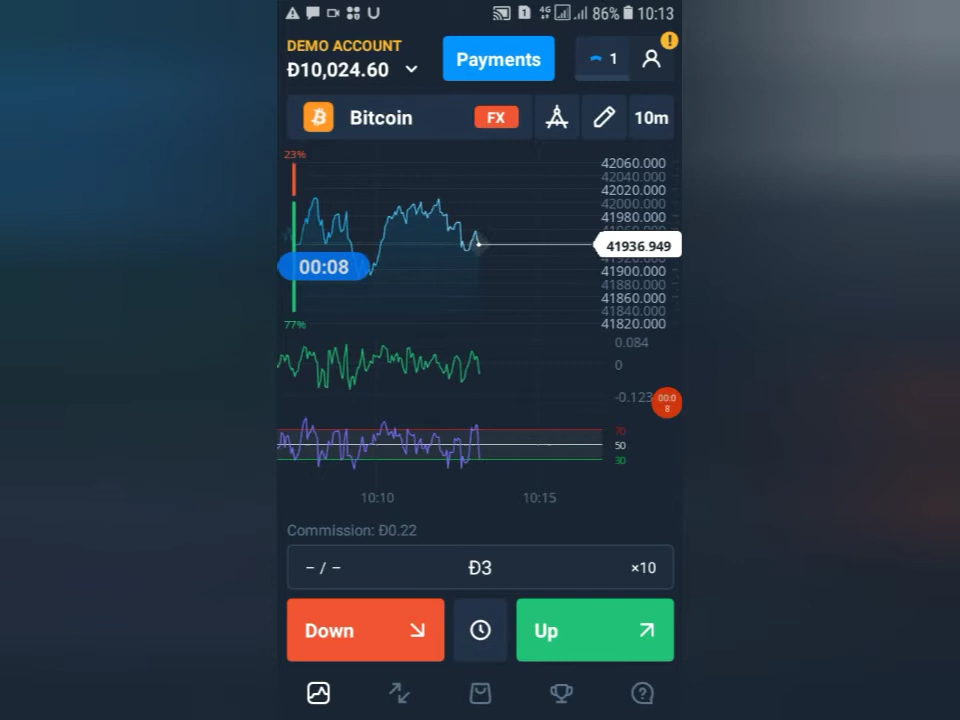 86% 10:13
DEMO ACCOUNT
Đ10,024.60
Payments
1
!
Bitcoin
FX
10m
23%
42060.000
42040.000
42020.000
42000.000
41980.000
41936.949
41900.000
41880.000
41860.000
41840.000
41820.000
00:08
77%
0.084
0
-0.123
00:0
8
70
50
30
10:10 10:15
Commission: Đ0.22
– / – Đ3 ×10
Down
Up